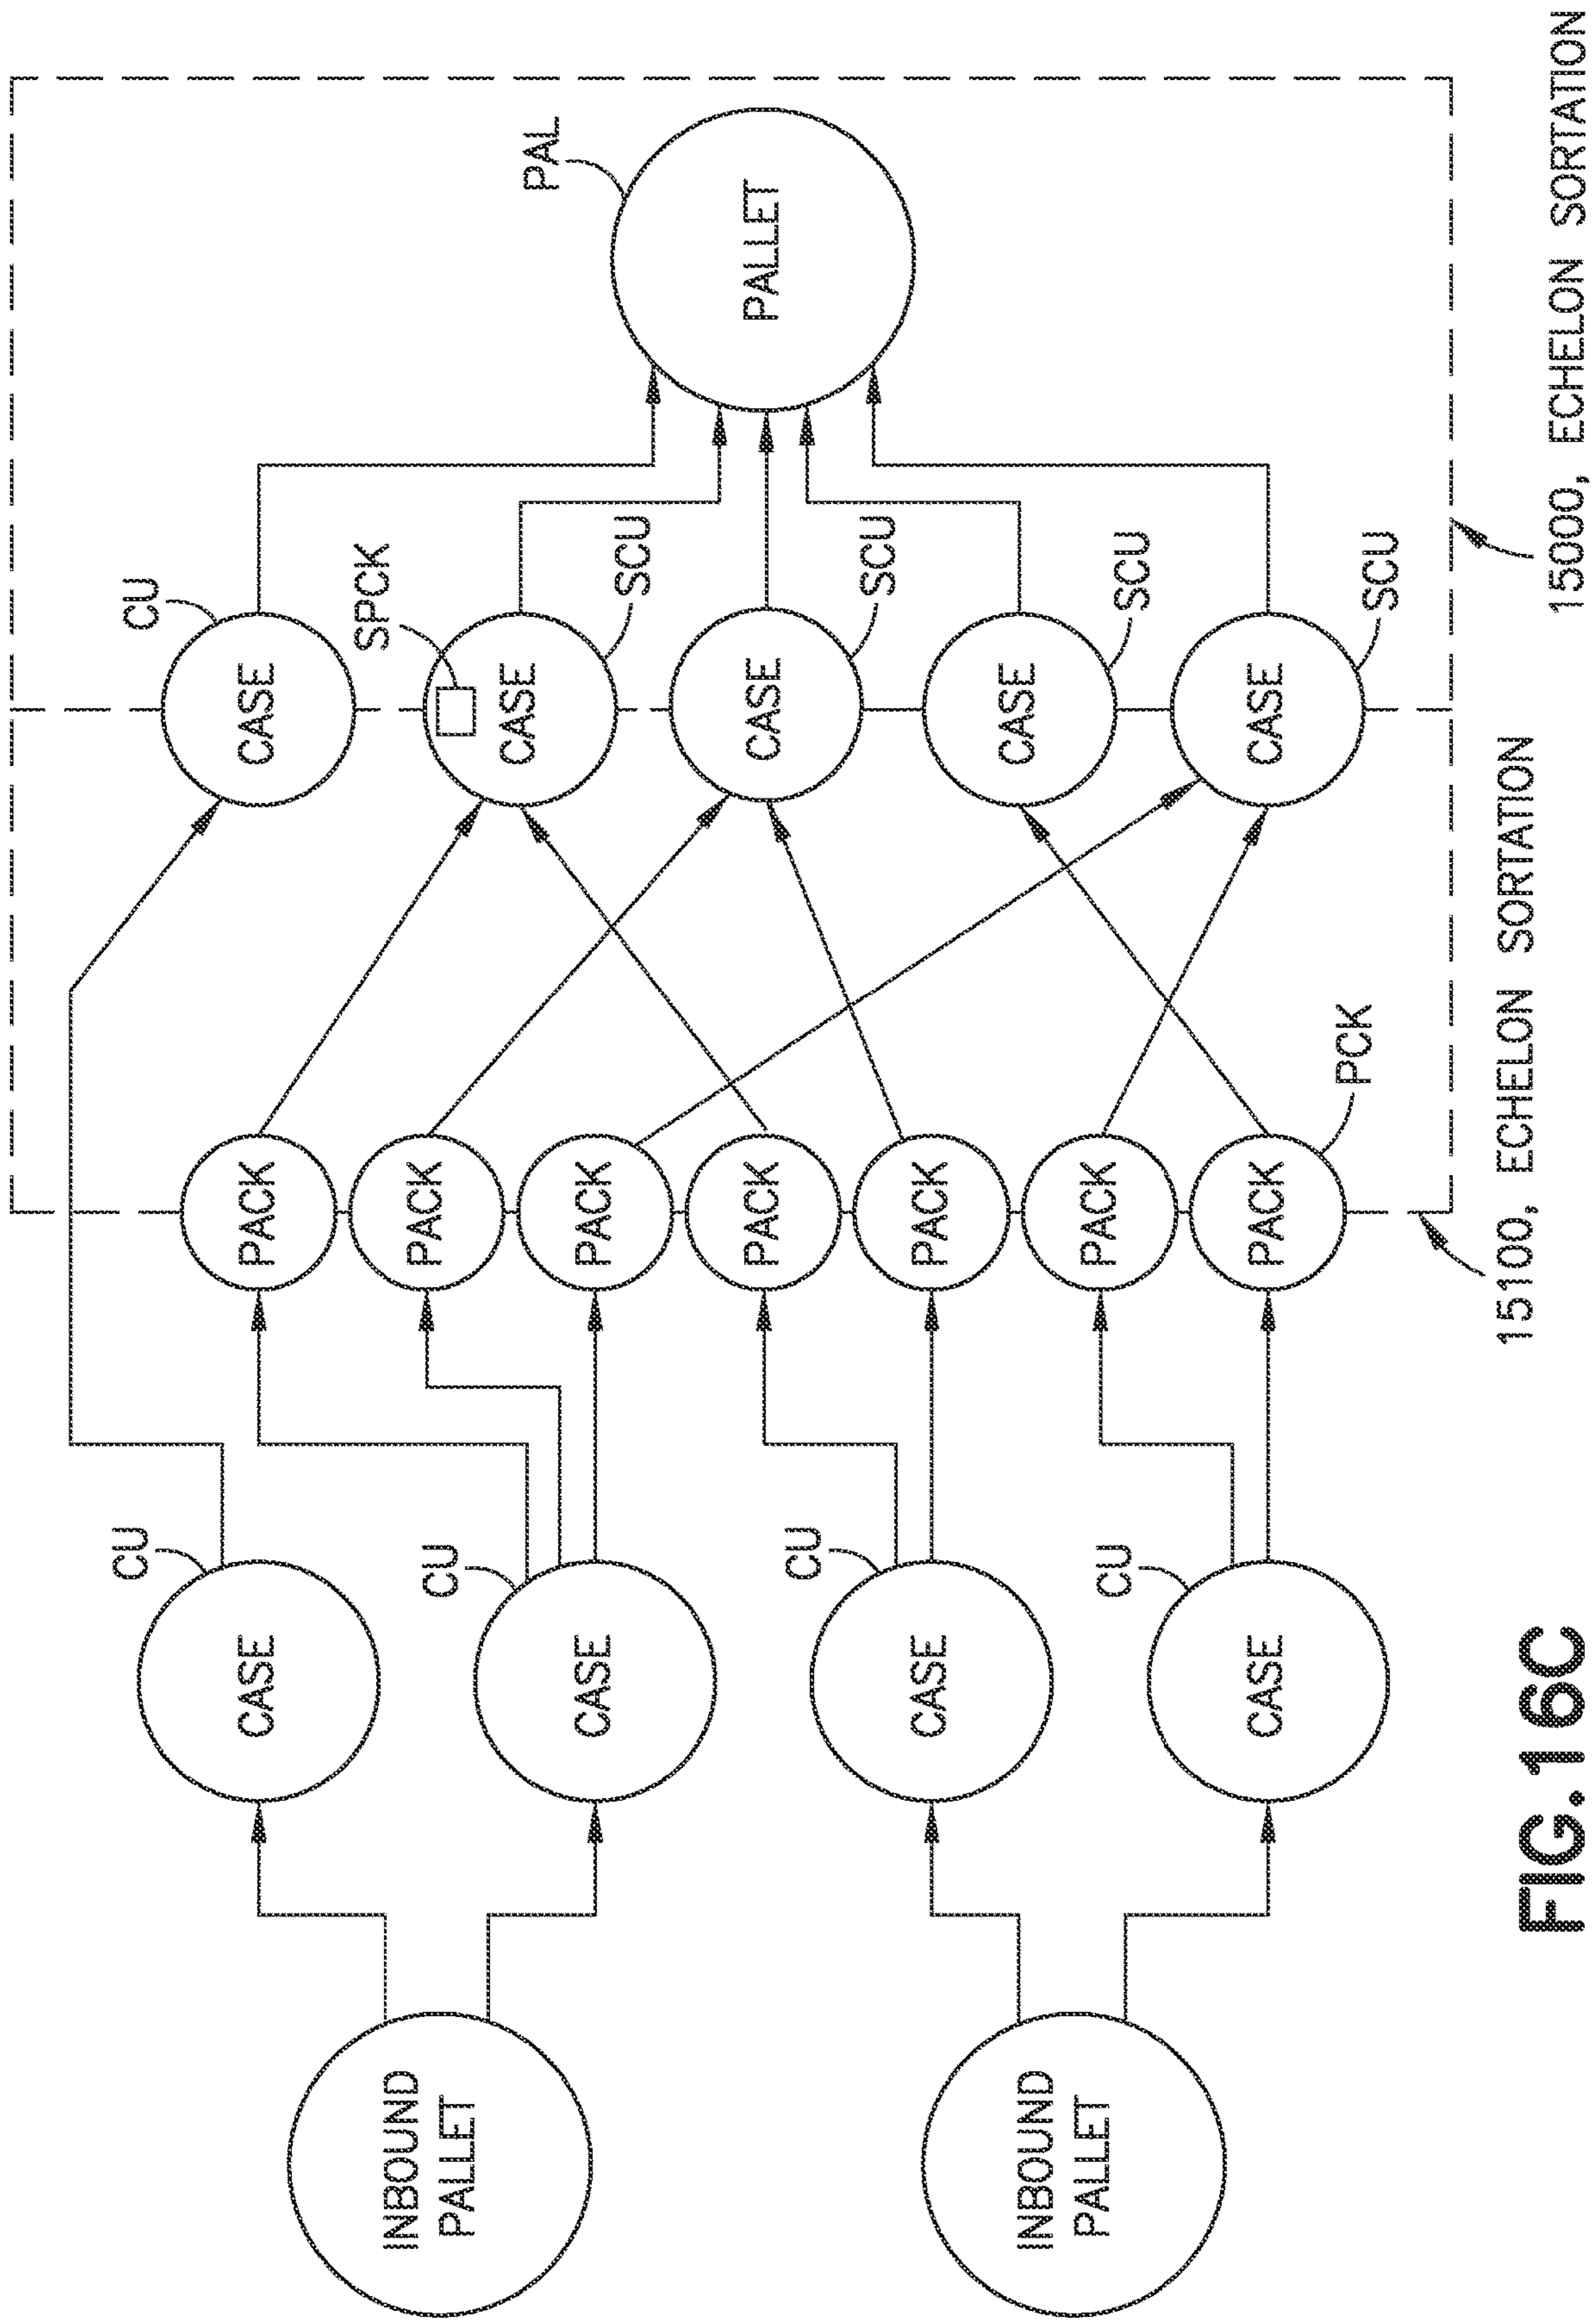 INBOUND
PALLET
INBOUND
PALLET
CU
CASE
CU
CASE
CU
CASE
CU
CASE
PACK
PACK
PACK
PACK
PACK
PACK
PACK
PCK
CU
CASE
SPCK
CASE
SCU
CASE
SCU
CASE
SCU
CASE
SCU
PAL
PALLET
15100, ECHELON SORTATION
15000, ECHELON SORTATION
FIG.16C